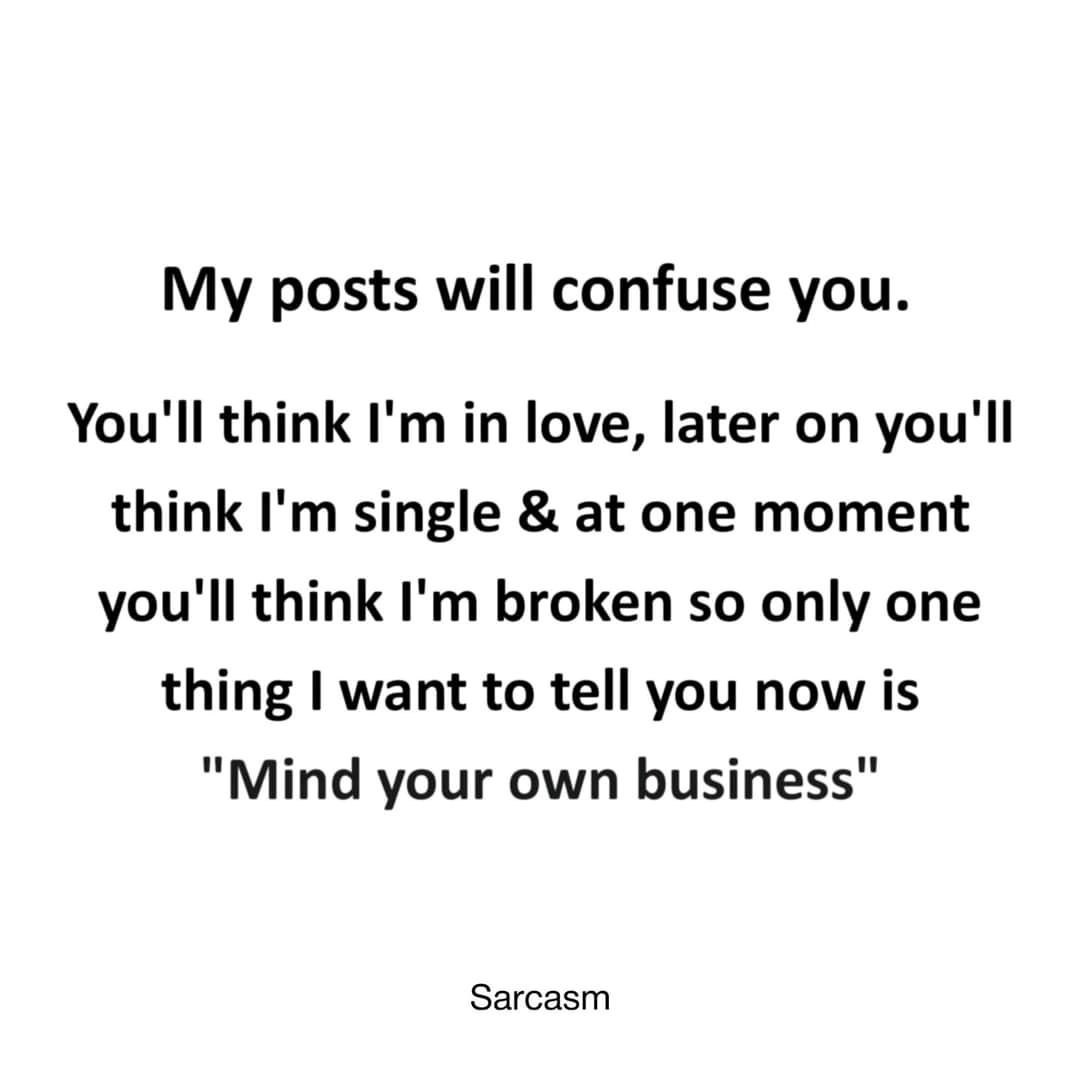 My posts will confuse you.
You'll think I'm in love, later on you'll
think I'm single & at one moment
you'll think I'm broken so only one
thing I want to tell you now is
"Mind your own business"
Sarcasm